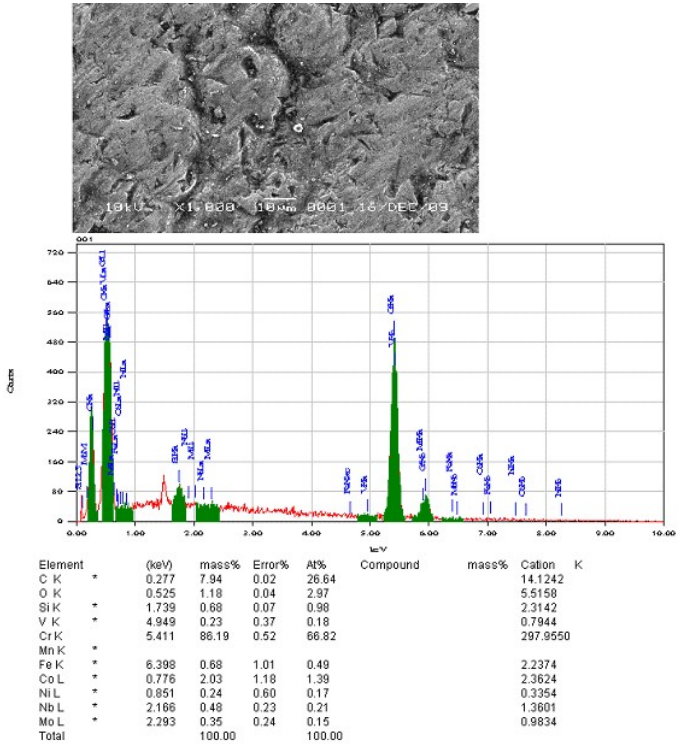 10kV X1,000 10μm 0001 16/DEC/09
001
720
640
560
480
400
320
240
160
80
0
Counts
0.00 1.00 2.00 3.00 4.00 5.00 6.00 7.00 8.00 9.00 10.00
keV
Element (keV) mass% Error% At% Compound mass% Cation K
C K * 0.277 7.94 0.02 26.64 14.1242
O K 0.525 1.18 0.04 2.97 5.5158
Si K * 1.739 0.68 0.07 0.98 2.3142
V K * 4.949 0.23 0.37 0.18 0.7944
Cr K 5.411 86.19 0.52 66.82 297.9550
Mn K *
Fe K * 6.398 0.68 1.01 0.49 2.2374
Co L * 0.776 2.03 1.18 1.39 2.3624
Ni L * 0.851 0.24 0.60 0.17 0.3354
Nb L * 2.166 0.48 0.23 0.21 1.3601
Mo L * 2.293 0.35 0.24 0.15 0.9834
Total 100.00 100.00